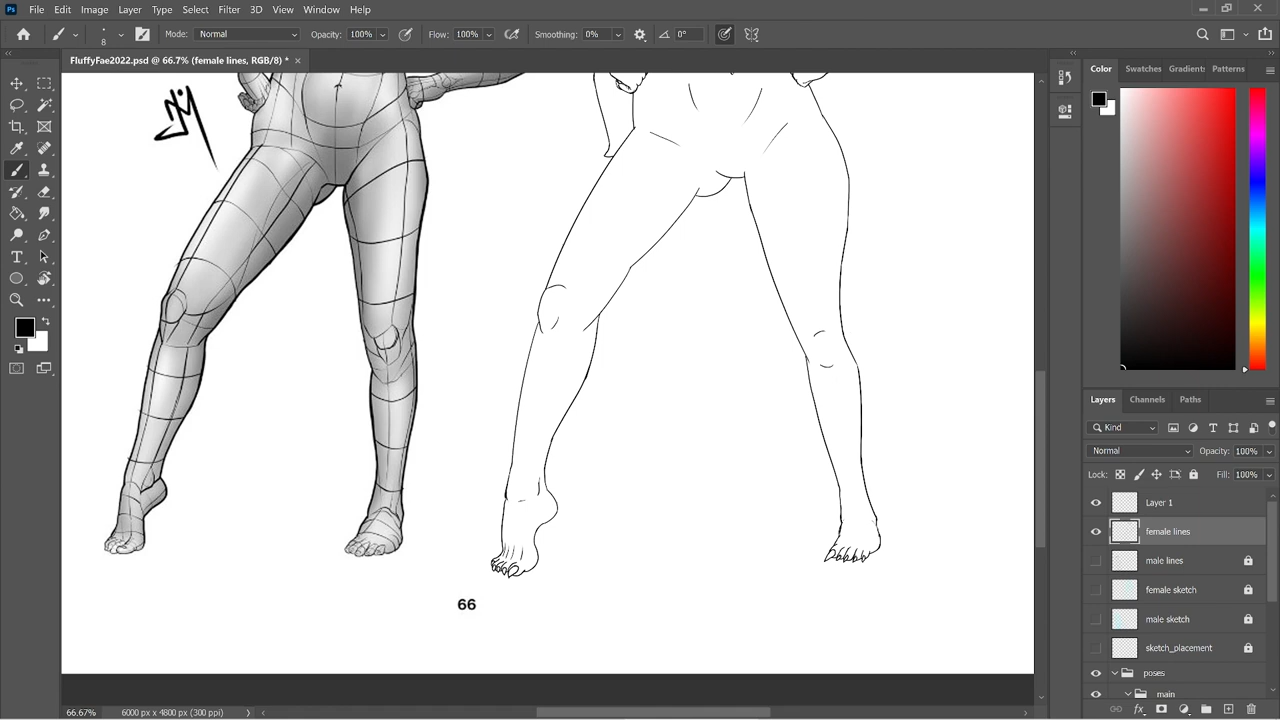 Ps File Edit Image Layer Type Select Filter 3D View Window Help
8 Mode: Normal Opacity: 100% Flow: 100% Smoothing: 0% 0°
FluffyFae2022.psd @ 66.7% (female lines, RGB/8) *
Color Swatches Gradients Patterns
66
Layers Channels Paths
Kind
Normal Opacity: 100%
Lock: Fill: 100%
Layer 1
female lines
male lines
female sketch
male sketch
sketch_placement
poses
main
66.67% 6000 px x 4800 px (300 ppi)